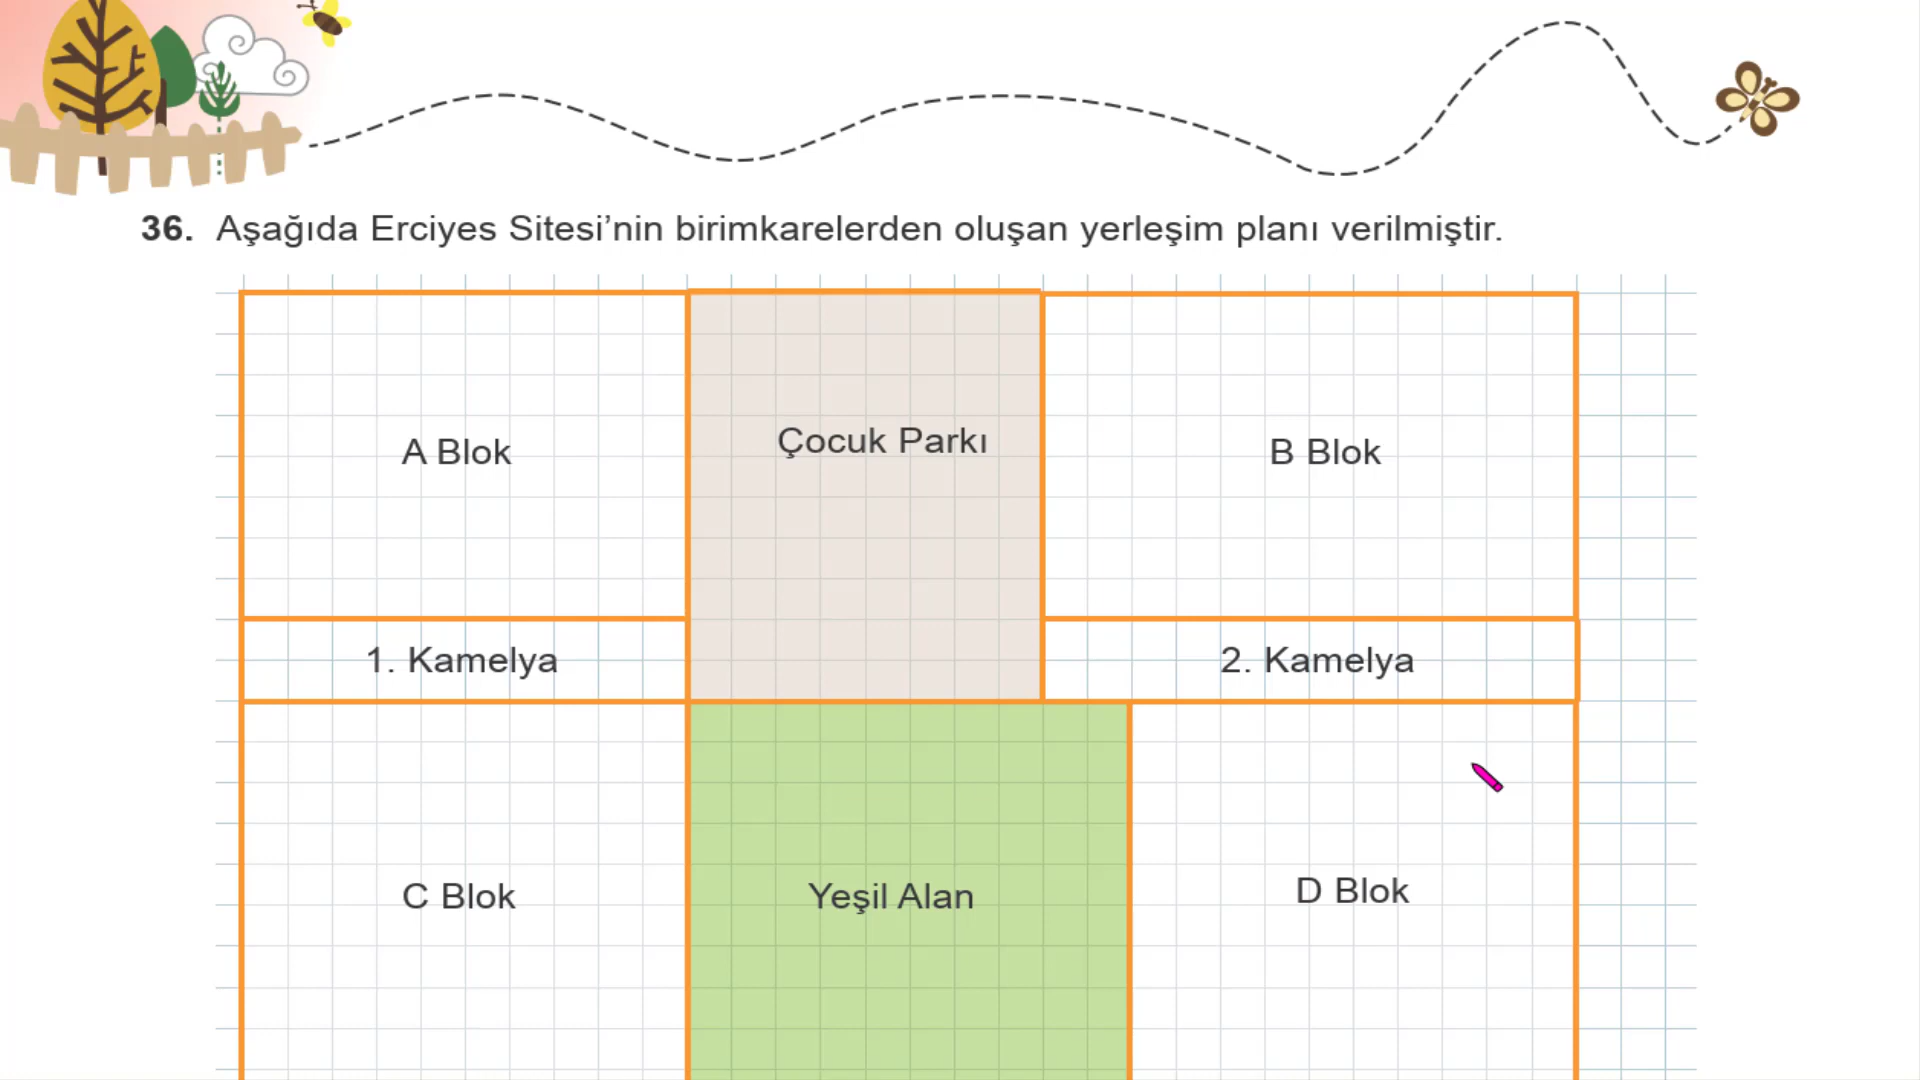 36. Aşağıda Erciyes Sitesi’nin birimkarelerden oluşan yerleşim planı verilmiştir.
A Blok
Çocuk Parkı
B Blok
1. Kamelya
2. Kamelya
C Blok
Yeşil Alan
D Blok